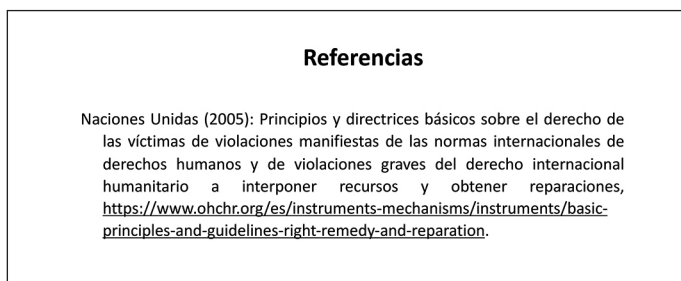 Referencias
Naciones Unidas (2005): Principios y directrices básicos sobre el derecho de
las víctimas de violaciones manifiestas de las normas internacionales de
derechos humanos y de violaciones graves del derecho internacional
humanitario a interponer recursos y obtener reparaciones,
https://www.ohchr.org/es/instruments-mechanisms/instruments/basic-
principles-and-guidelines-right-remedy-and-reparation.